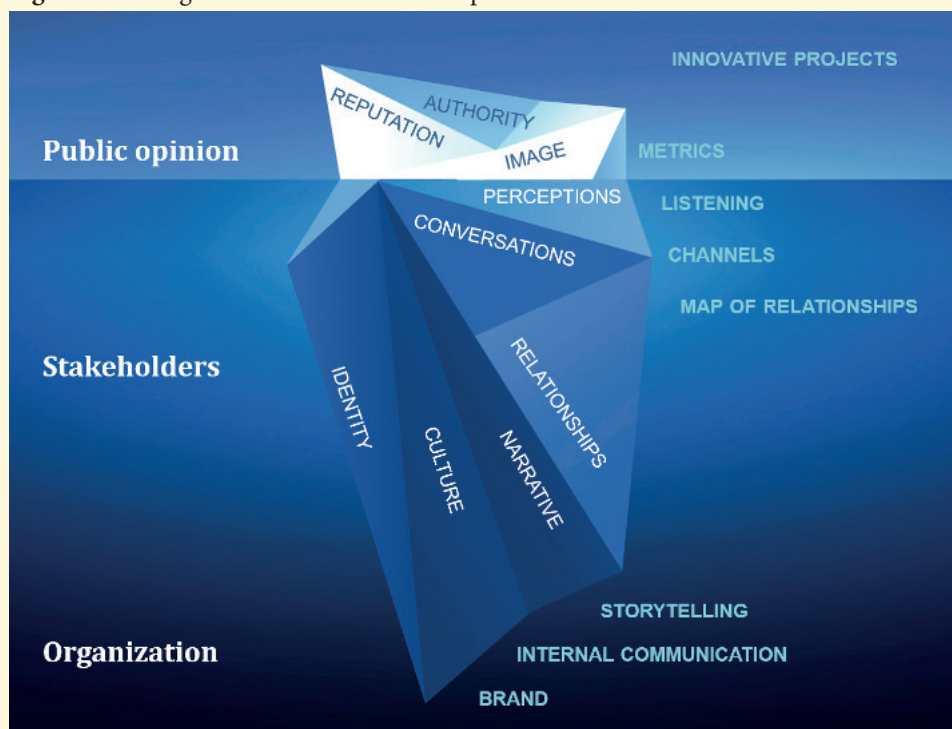 INNOVATIVE PROJECTS
AUTHORITY
REPUTATION
Public opinion
IMAGE
METRICS
PERCEPTIONS
LISTENING
CONVERSATIONS
CHANNELS
MAP OF RELATIONSHIPS
Stakeholders
RELATIONSHIPS
IDENTITY
CULTURE
NARRATIVE
STORYTELLING
Organization
INTERNAL COMMUNICATION
BRAND